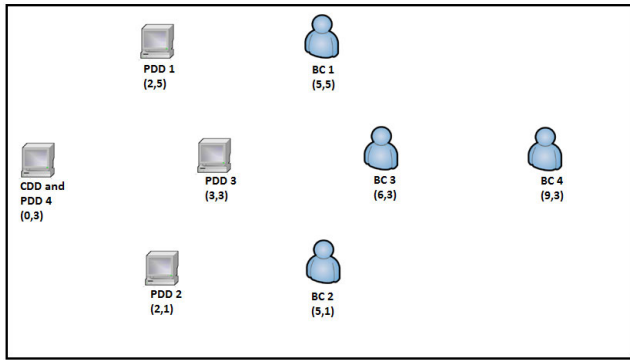 PDD 1
(2,5)
BC 1
(5,5)
CDD and
PDD 4
(0,3)
PDD 3
(3,3)
BC 3
(6,3)
BC 4
(9,3)
PDD 2
(2,1)
BC 2
(5,1)